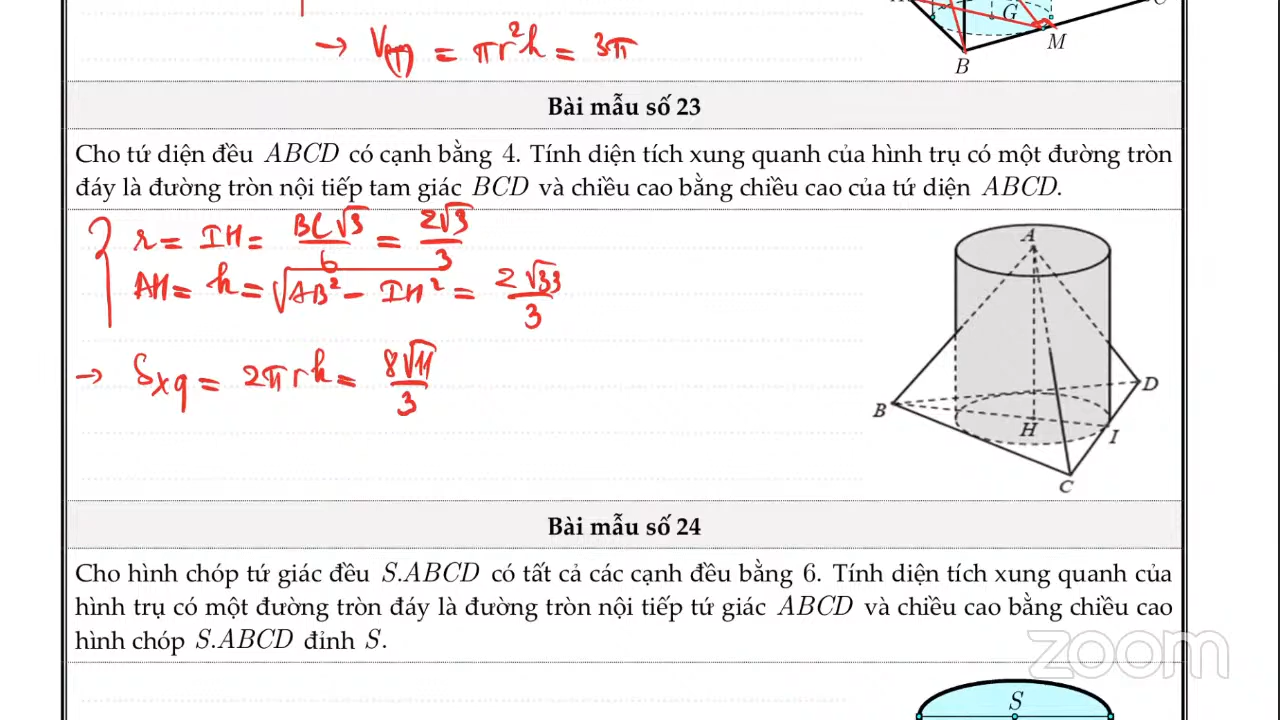 G
M
B
→ V(T) = πr²h = 3π
Bài mẫu số 23
Cho tứ diện đều ABCD có cạnh bằng 4. Tính diện tích xung quanh của hình trụ có một đường tròn
đáy là đường tròn nội tiếp tam giác BCD và chiều cao bằng chiều cao của tứ diện ABCD.
r = IH = BC√3/6 = 2√3/3
AH = h = √(AB² - IH²) = 2√33/3
→ Sxq = 2πrh = 8√11/3
A
B
D
H
I
C
Bài mẫu số 24
Cho hình chóp tứ giác đều S.ABCD có tất cả các cạnh đều bằng 6. Tính diện tích xung quanh của
hình trụ có một đường tròn đáy là đường tròn nội tiếp tứ giác ABCD và chiều cao bằng chiều cao
hình chóp S.ABCD đỉnh S.
zoom
S